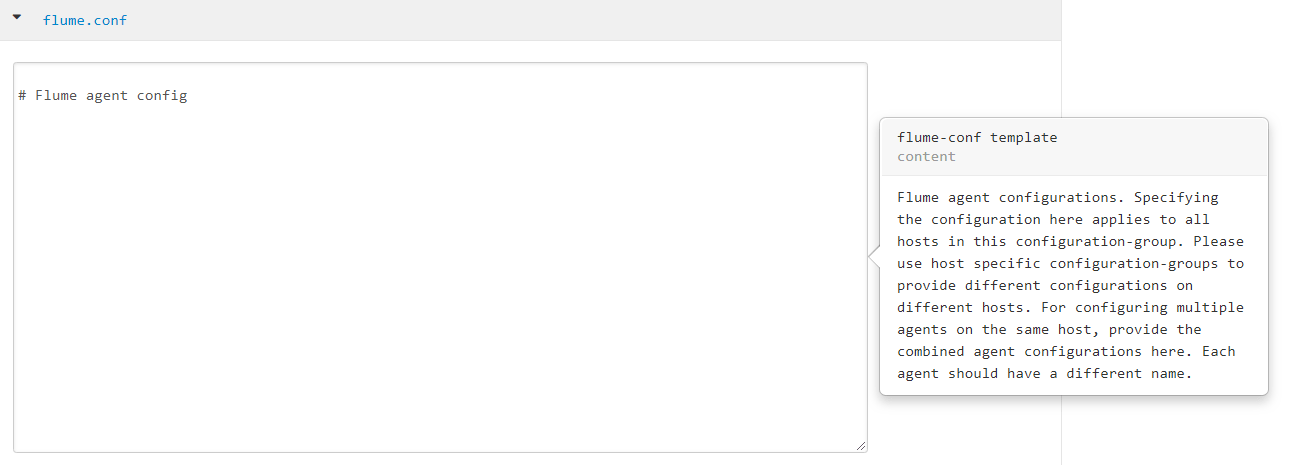 flume.conf
# Flume agent config
flume-conf template
content
Flume agent configurations. Specifying
the configuration here applies to all
hosts in this configuration-group. Please
use host specific configuration-groups to
provide different configurations on
different hosts. For configuring multiple
agents on the same host, provide the
combined agent configurations here. Each
agent should have a different name.